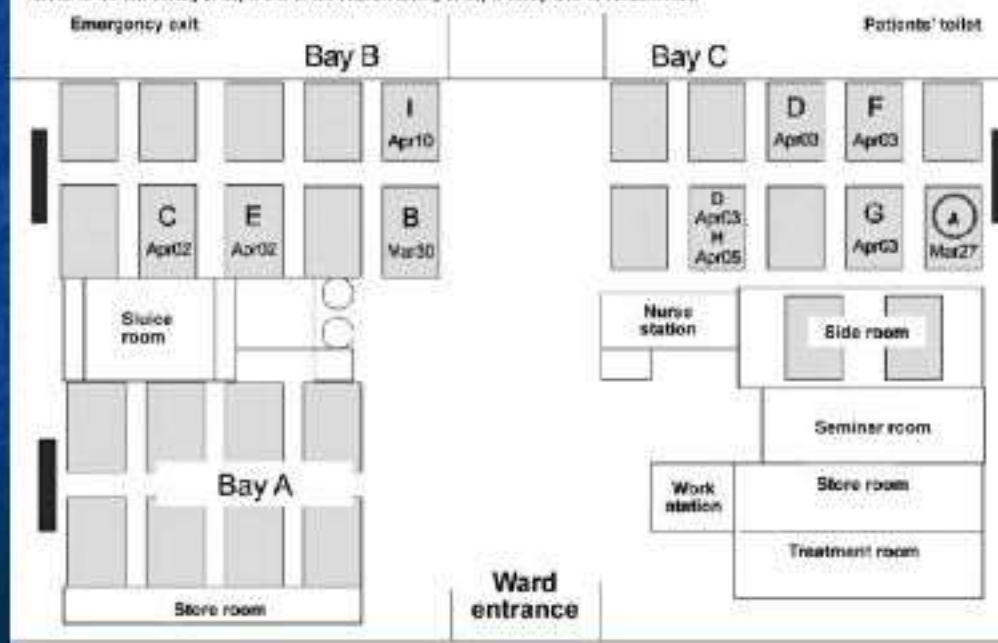 Emergency exit
Patients' toilet
Bay B
Bay C
I
Apr10
D
Apr03
F
Apr03
C
Apr02
E
Apr02
B
Mar30
D
Apr03
H
Apr05
G
Apr03
A
Mar27
Sluice
room
Nurse
station
Side room
Seminar room
Bay A
Work
station
Store room
Treatment room
Ward
entrance
Store room